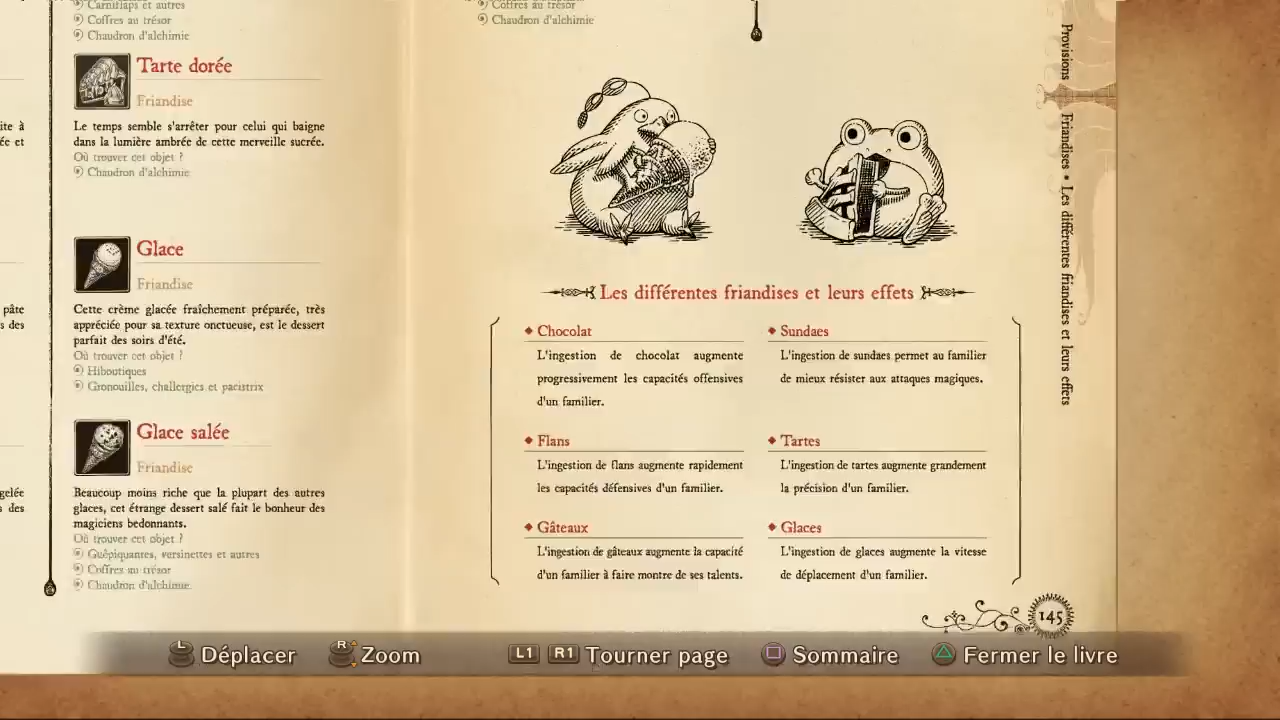 ite à
ée et
pâte
s des
gelée
s des
Carniflaps et autres
Coffres au trésor
Chaudron d'alchimie
Tarte dorée
Friandise
Le temps semble s'arrêter pour celui qui baigne
dans la lumière ambrée de cette merveille sucrée.
Où trouver cet objet ?
Chaudron d'alchimie
Glace
Friandise
Cette crème glacée fraîchement préparée, très
appréciée pour sa texture onctueuse, est le dessert
parfait des soirs d'été.
Où trouver cet objet ?
Hiboutiques
Grenouilles, challergics et pacistrix
Glace salée
Friandise
Beaucoup moins riche que la plupart des autres
glaces, cet étrange dessert salé fait le bonheur des
magiciens bedonnants.
Où trouver cet objet ?
Guêpiquantes, versinettes et autres
Coffres au trésor
Chaudron d'alchimie
Coffres au trésor
Chaudron d'alchimie
Les différentes friandises et leurs effets
Chocolat
L'ingestion de chocolat augmente
progressivement les capacités offensives
d'un familier.
Flans
L'ingestion de flans augmente rapidement
les capacités défensives d'un familier.
Gâteaux
L'ingestion de gâteaux augmente la capacité
d'un familier à faire montre de ses talents.
Sundaes
L'ingestion de sundaes permet au familier
de mieux résister aux attaques magiques.
Tartes
L'ingestion de tartes augmente grandement
la précision d'un familier.
Glaces
L'ingestion de glaces augmente la vitesse
de déplacement d'un familier.
145
Provisions
Friandises • Les différentes friandises et leurs effets
L Déplacer R Zoom L1 R1 Tourner page Sommaire Fermer le livre